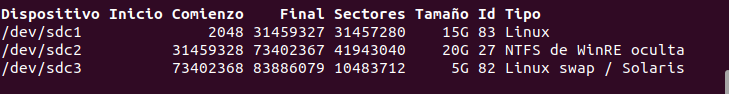 Dispositivo Inicio Comienzo Final Sectores Tamaño Id Tipo
/dev/sdc1 2048 31459327 31457280 15G 83 Linux
/dev/sdc2 31459328 73402367 41943040 20G 27 NTFS de WinRE oculta
/dev/sdc3 73402368 83886079 10483712 5G 82 Linux swap / Solaris